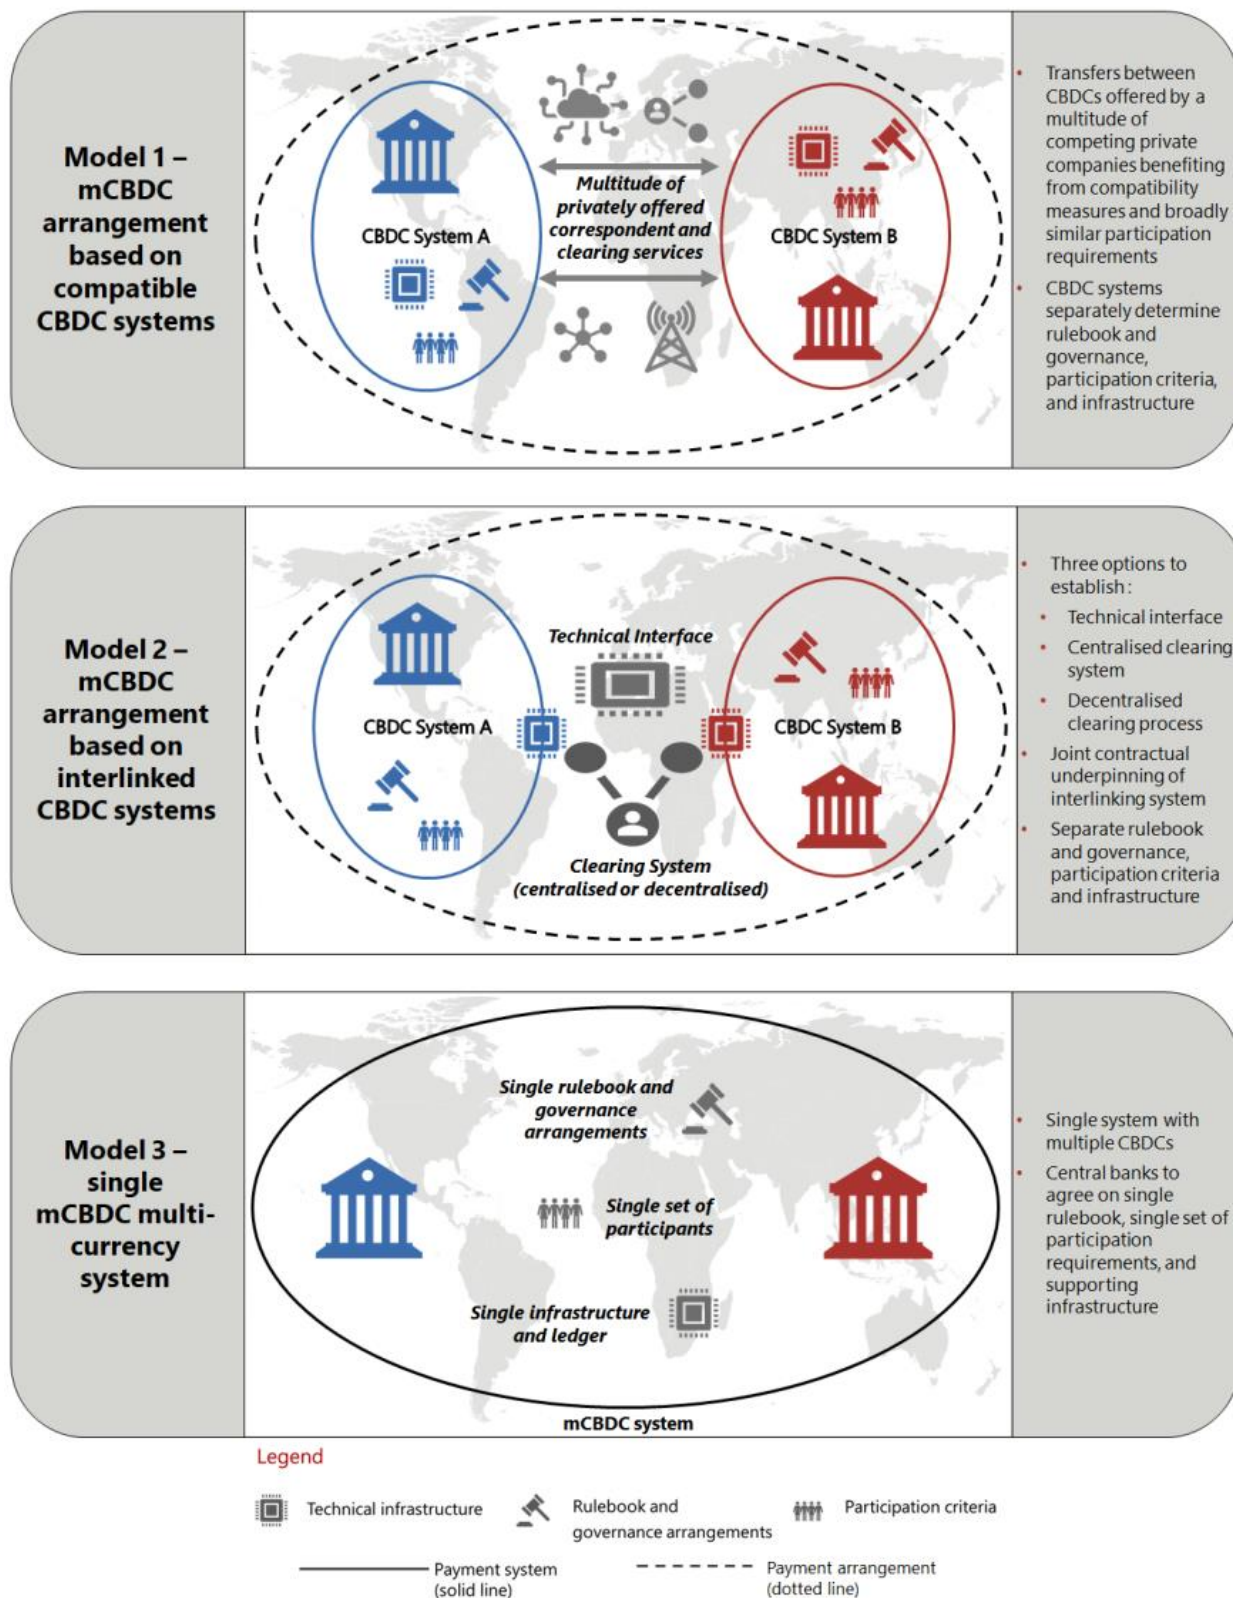 Model 1 –
mCBDC
arrangement
based on
compatible
CBDC systems
CBDC System A
Multitude of
privately offered
correspondent and
clearing services
CBDC System B
• Transfers between
CBDCs offered by a
multitude of
competing private
companies benefiting
from compatibility
measures and broadly
similar participation
requirements
• CBDC systems
separately determine
rulebook and
governance,
participation criteria,
and infrastructure
Model 2 –
mCBDC
arrangement
based on
interlinked
CBDC systems
CBDC System A
Technical Interface
Clearing System
(centralised or decentralised)
CBDC System B
• Three options to
establish :
• Technical interface
• Centralised clearing
system
• Decentralised
clearing process
• Joint contractual
underpinning of
interlinking system
• Separate rulebook
and governance,
participation criteria
and infrastructure
Model 3 –
single
mCBDC multi-
currency
system
Single rulebook and
governance
arrangements
Single set of
participants
Single infrastructure
and ledger
mCBDC system
• Single system with
multiple CBDCs
• Central banks to
agree on single
rulebook, single set of
participation
requirements, and
supporting
infrastructure
Legend
Technical infrastructure
Rulebook and
governance arrangements
Participation criteria
Payment system
(solid line)
Payment arrangement
(dotted line)